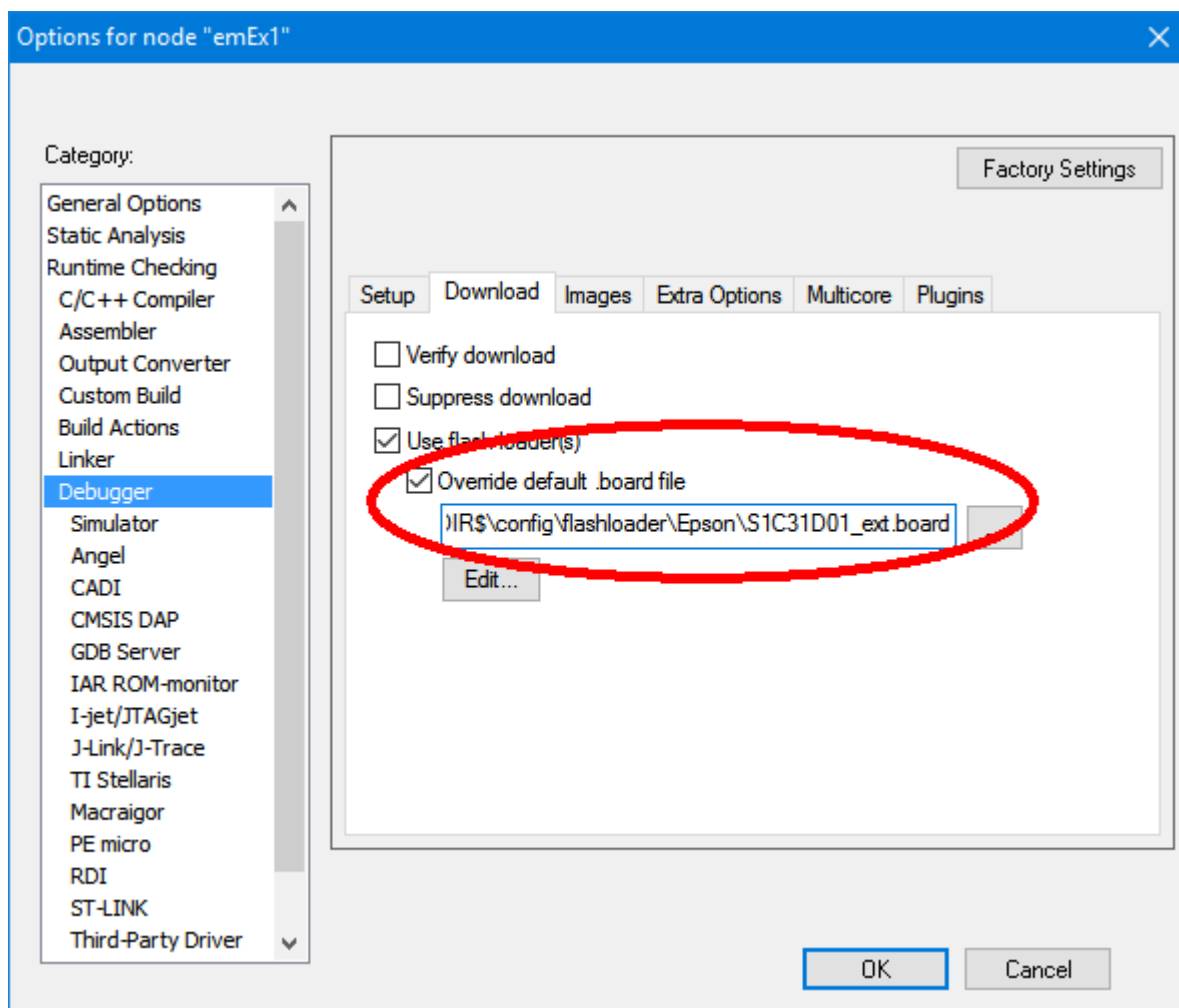 Options for node "emEx1"
Category:
General Options
Static Analysis
Runtime Checking
C/C++ Compiler
Assembler
Output Converter
Custom Build
Build Actions
Linker
Debugger
Simulator
Angel
CADI
CMSIS DAP
GDB Server
IAR ROM-monitor
I-jet/JTAGjet
J-Link/J-Trace
TI Stellaris
Macraigor
PE micro
RDI
ST-LINK
Third-Party Driver
Factory Settings
Setup Download Images Extra Options Multicore Plugins
Verify download
Suppress download
Use flash loader(s)
Override default .board file
DIR$\config\flashloader\Epson\S1C31D01_ext.board
Edit...
OK Cancel